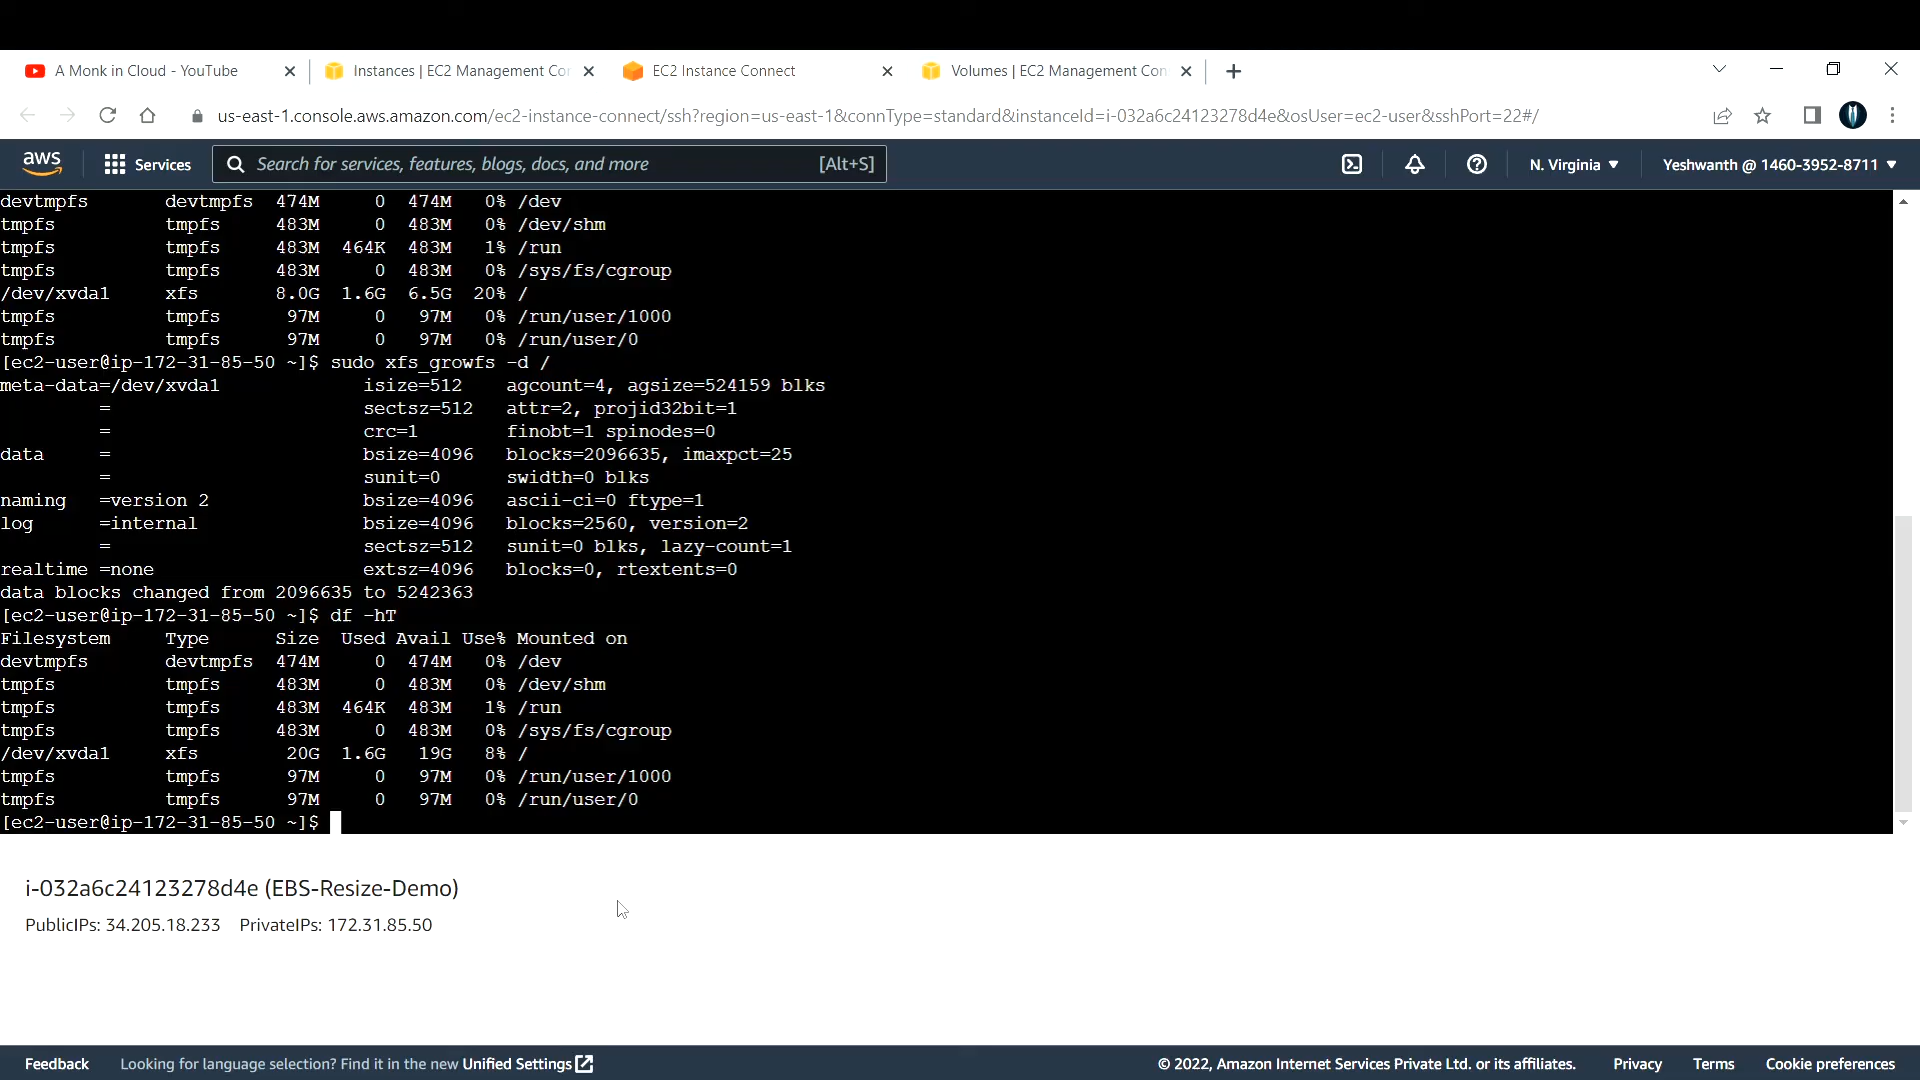 A Monk in Cloud - YouTube
Instances | EC2 Management Co
EC2 Instance Connect
Volumes | EC2 Management Con
us-east-1.console.aws.amazon.com/ec2-instance-connect/ssh?region=us-east-1&connType=standard&instanceId=i-032a6c24123278d4e&osUser=ec2-user&sshPort=22#/
aws Services Search for services, features, blogs, docs, and more [Alt+S] N. Virginia Yeshwanth @ 1460-3952-8711
devtmpfs devtmpfs 474M 0 474M 0% /dev
tmpfs tmpfs 483M 0 483M 0% /dev/shm
tmpfs tmpfs 483M 464K 483M 1% /run
tmpfs tmpfs 483M 0 483M 0% /sys/fs/cgroup
/dev/xvda1 xfs 8.0G 1.6G 6.5G 20% /
tmpfs tmpfs 97M 0 97M 0% /run/user/1000
tmpfs tmpfs 97M 0 97M 0% /run/user/0
[ec2-user@ip-172-31-85-50 ~]$ sudo xfs_growfs -d /
meta-data=/dev/xvda1 isize=512 agcount=4, agsize=524159 blks
= sectsz=512 attr=2, projid32bit=1
= crc=1 finobt=1 spinodes=0
data = bsize=4096 blocks=2096635, imaxpct=25
= sunit=0 swidth=0 blks
naming =version 2 bsize=4096 ascii-ci=0 ftype=1
log =internal bsize=4096 blocks=2560, version=2
= sectsz=512 sunit=0 blks, lazy-count=1
realtime =none extsz=4096 blocks=0, rtextents=0
data blocks changed from 2096635 to 5242363
[ec2-user@ip-172-31-85-50 ~]$ df -hT
Filesystem Type Size Used Avail Use% Mounted on
devtmpfs devtmpfs 474M 0 474M 0% /dev
tmpfs tmpfs 483M 0 483M 0% /dev/shm
tmpfs tmpfs 483M 464K 483M 1% /run
tmpfs tmpfs 483M 0 483M 0% /sys/fs/cgroup
/dev/xvda1 xfs 20G 1.6G 19G 8% /
tmpfs tmpfs 97M 0 97M 0% /run/user/1000
tmpfs tmpfs 97M 0 97M 0% /run/user/0
[ec2-user@ip-172-31-85-50 ~]$
i-032a6c24123278d4e (EBS-Resize-Demo)
PublicIPs: 34.205.18.233 PrivateIPs: 172.31.85.50
Feedback Looking for language selection? Find it in the new Unified Settings © 2022, Amazon Internet Services Private Ltd. or its affiliates. Privacy Terms Cookie preferences